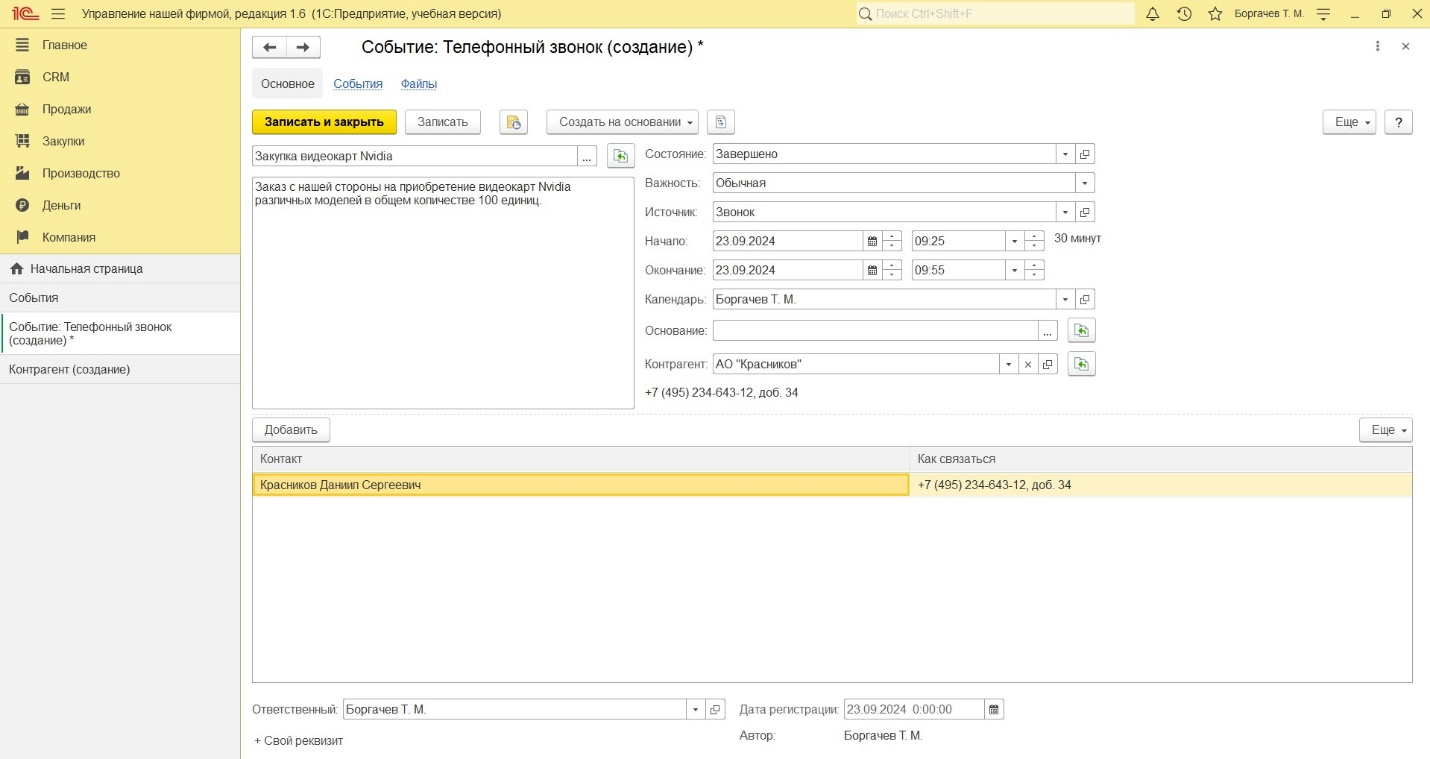 1С Управление нашей фирмой, редакция 1.6 (1С:Предприятие, учебная версия) Поиск Ctrl+Shift+F Боргачев Т. М.
Главное
CRM
Продажи
Закупки
Производство
Деньги
Компания
Начальная страница
События
Событие: Телефонный звонок
(создание) *
Контрагент (создание)
Событие: Телефонный звонок (создание) *
Основное События Файлы
Записать и закрыть Записать Создать на основании Еще ?
Закупка видеокарт Nvidia ...
Заказ с нашей стороны на приобретение видеокарт Nvidia
различных моделей в общем количестве 100 единиц.
Состояние: Завершено
Важность: Обычная
Источник: Звонок
Начало: 23.09.2024 09:25 30 минут
Окончание: 23.09.2024 09:55
Календарь: Боргачев Т. М.
Основание: ...
Контрагент: АО "Красников"
+7 (495) 234-643-12, доб. 34
Добавить Еще
Контакт Как связаться
Красников Даниил Сергеевич +7 (495) 234-643-12, доб. 34
Ответственный: Боргачев Т. М. Дата регистрации: 23.09.2024 0:00:00
+ Свой реквизит Автор: Боргачев Т. М.